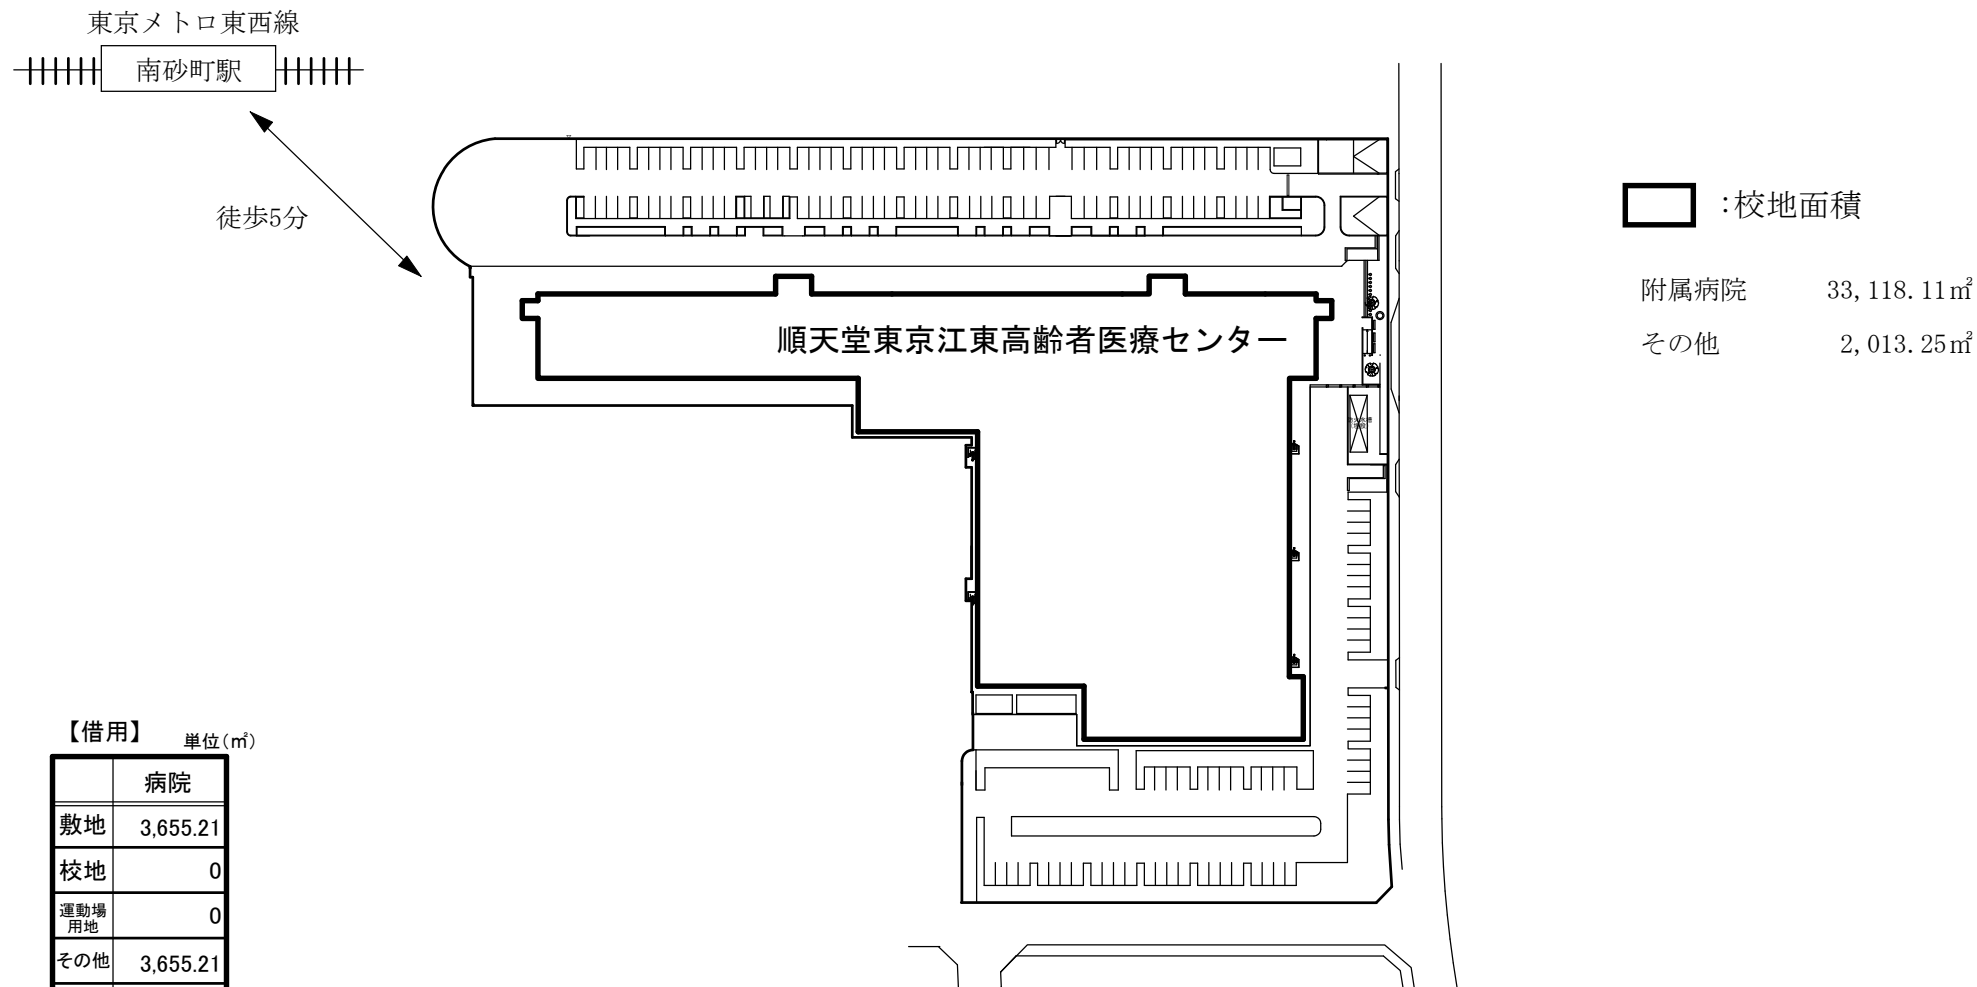 東京メトロ東西線
南砂町駅
徒歩5分
:校地面積
附属病院 33,118.11㎡
その他 2,013.25㎡
順天堂東京江東高齢者医療センター
【借用】 単位(㎡)
病院
敷地 3,655.21
校地 0
運動場
用地 0
その他 3,655.21